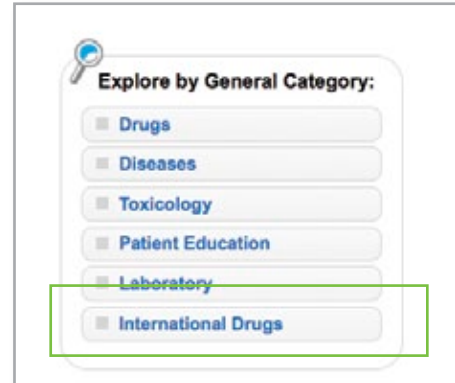 Explore by General Category:
Drugs
Diseases
Toxicology
Patient Education
Laboratory
International Drugs